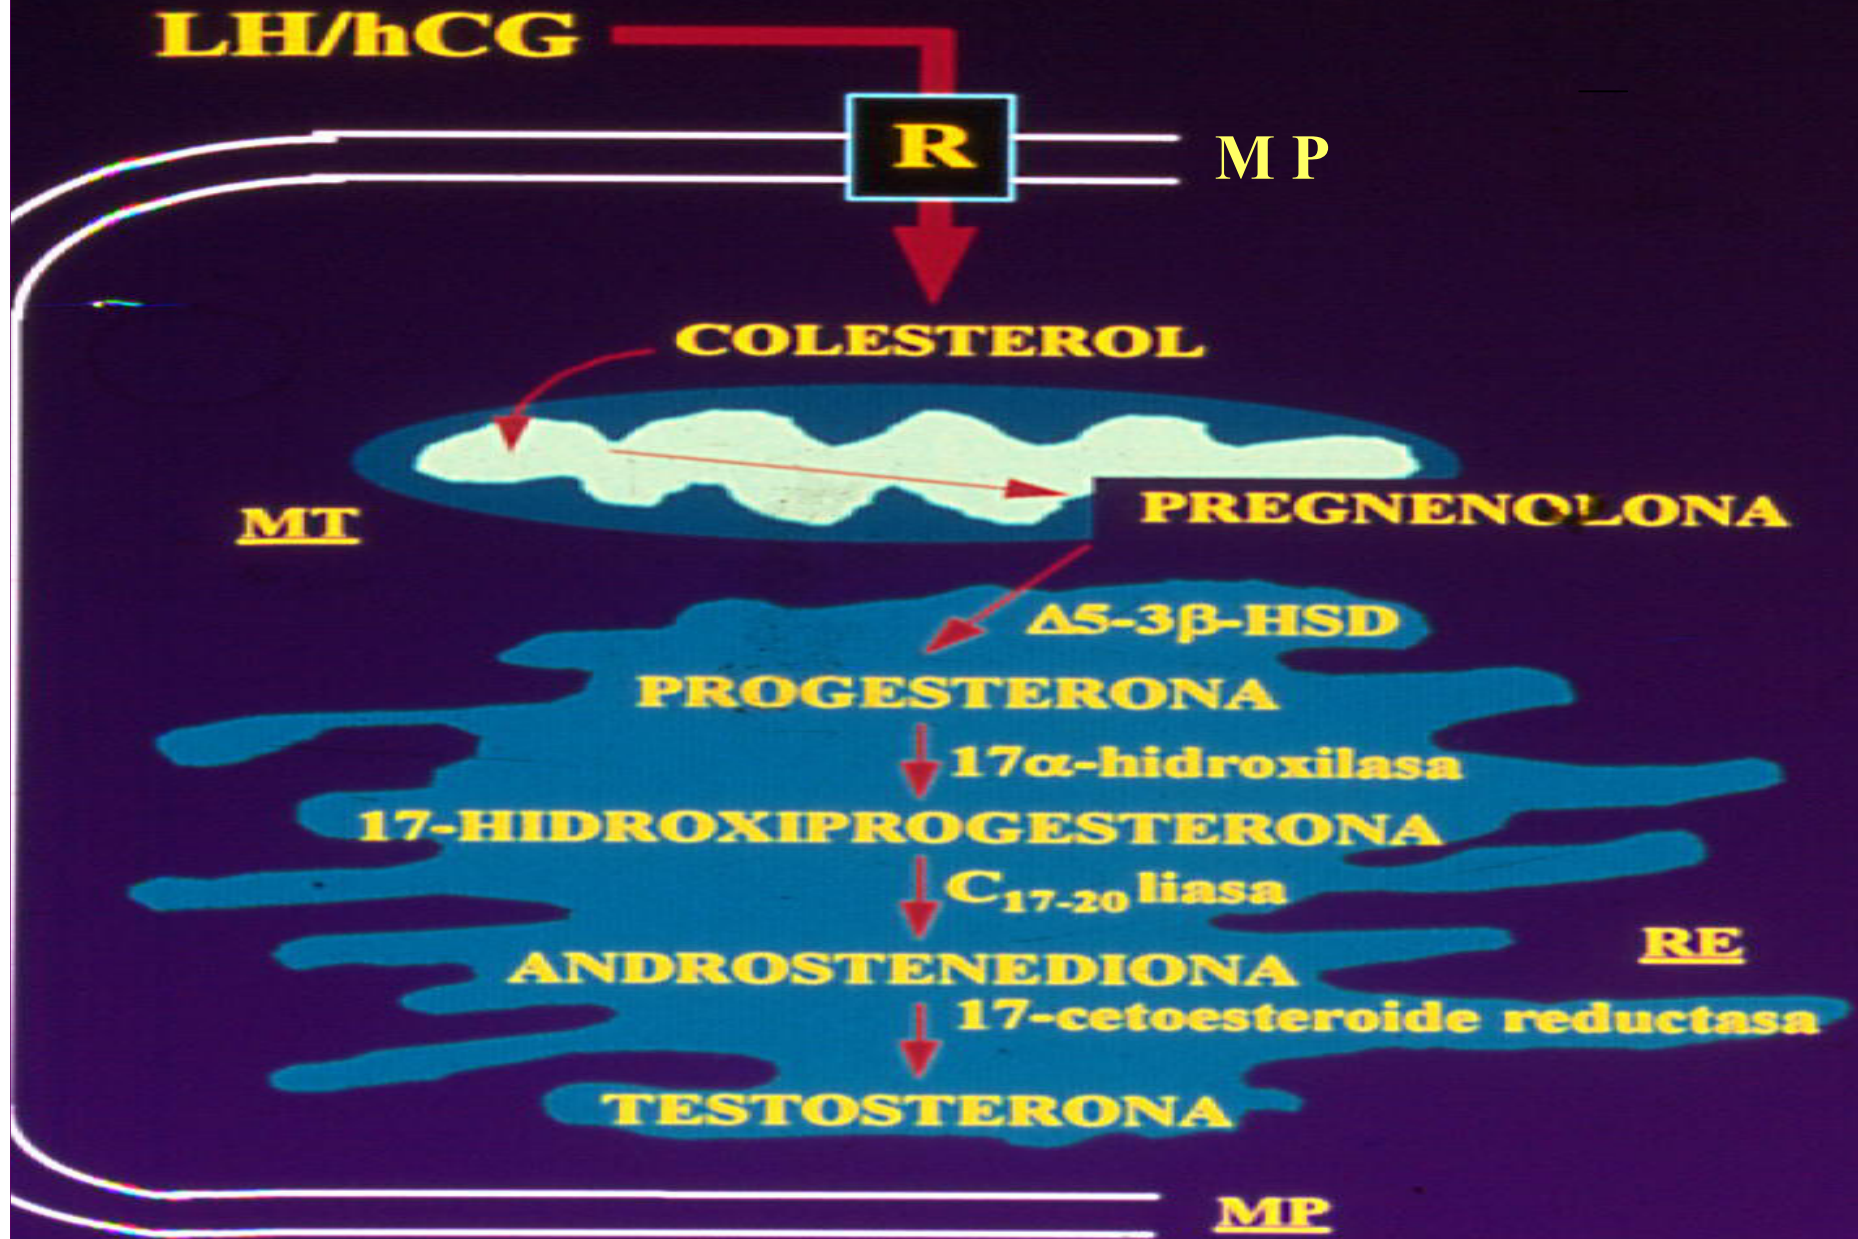 LH/hCG
R
M P
COLESTEROL
MT
PREGNENOLONA
Δ5-3β-HSD
PROGESTERONA
17α-hidroxilasa
17-HIDROXIPROGESTERONA
C₁₇₋₂₀ liasa
ANDROSTENEDIONA
RE
17-cetoesteroide reductasa
TESTOSTERONA
MP